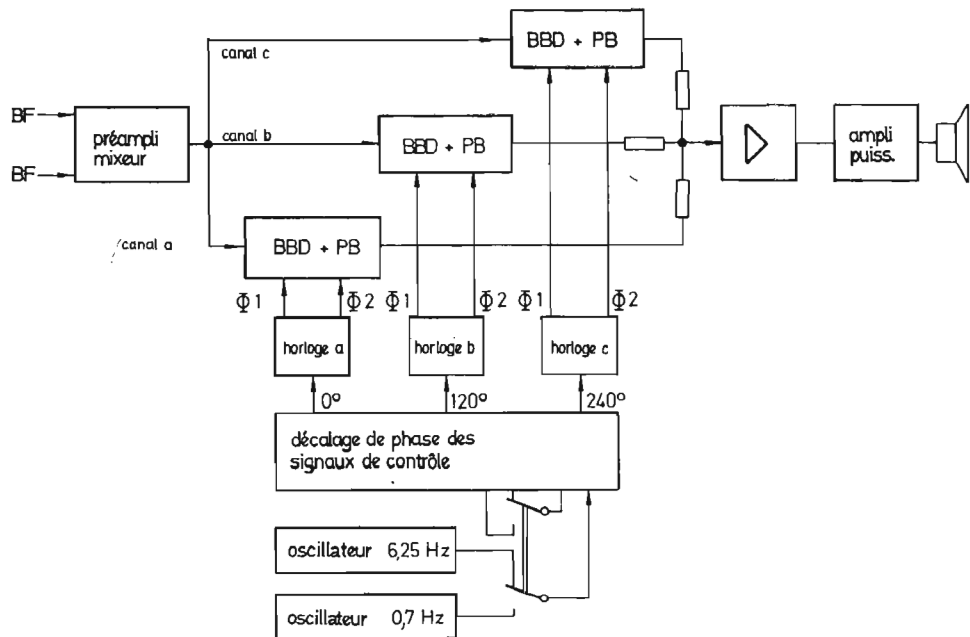 BBD + PB
canal c
BF
préampli
mixeur
BF
canal b
BBD + PB
ampli
puiss.
canal a
BBD + PB
Φ1
Φ2
Φ1
Φ2
Φ1
Φ2
horloge a
horloge b
horloge c
0°
120°
240°
décalage de phase des
signaux de contrôle
oscillateur 6,25 Hz
oscillateur 0,7 Hz